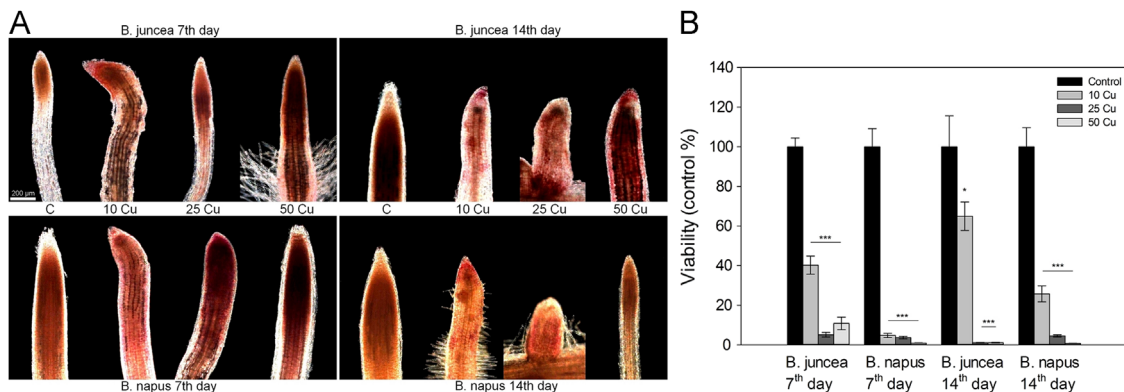 A
B. juncea 7th day
B. juncea 14th day
200 µm
C 10 Cu 25 Cu 50 Cu
C 10 Cu 25 Cu 50 Cu
B. napus 7th day
B. napus 14th day
B
Viability (control %)
140
120
100
80
60
40
20
0
Control
10 Cu
25 Cu
50 Cu
***
***
*
***
***
B. juncea
7th day
B. napus
7th day
B. juncea
14th day
B. napus
14th day